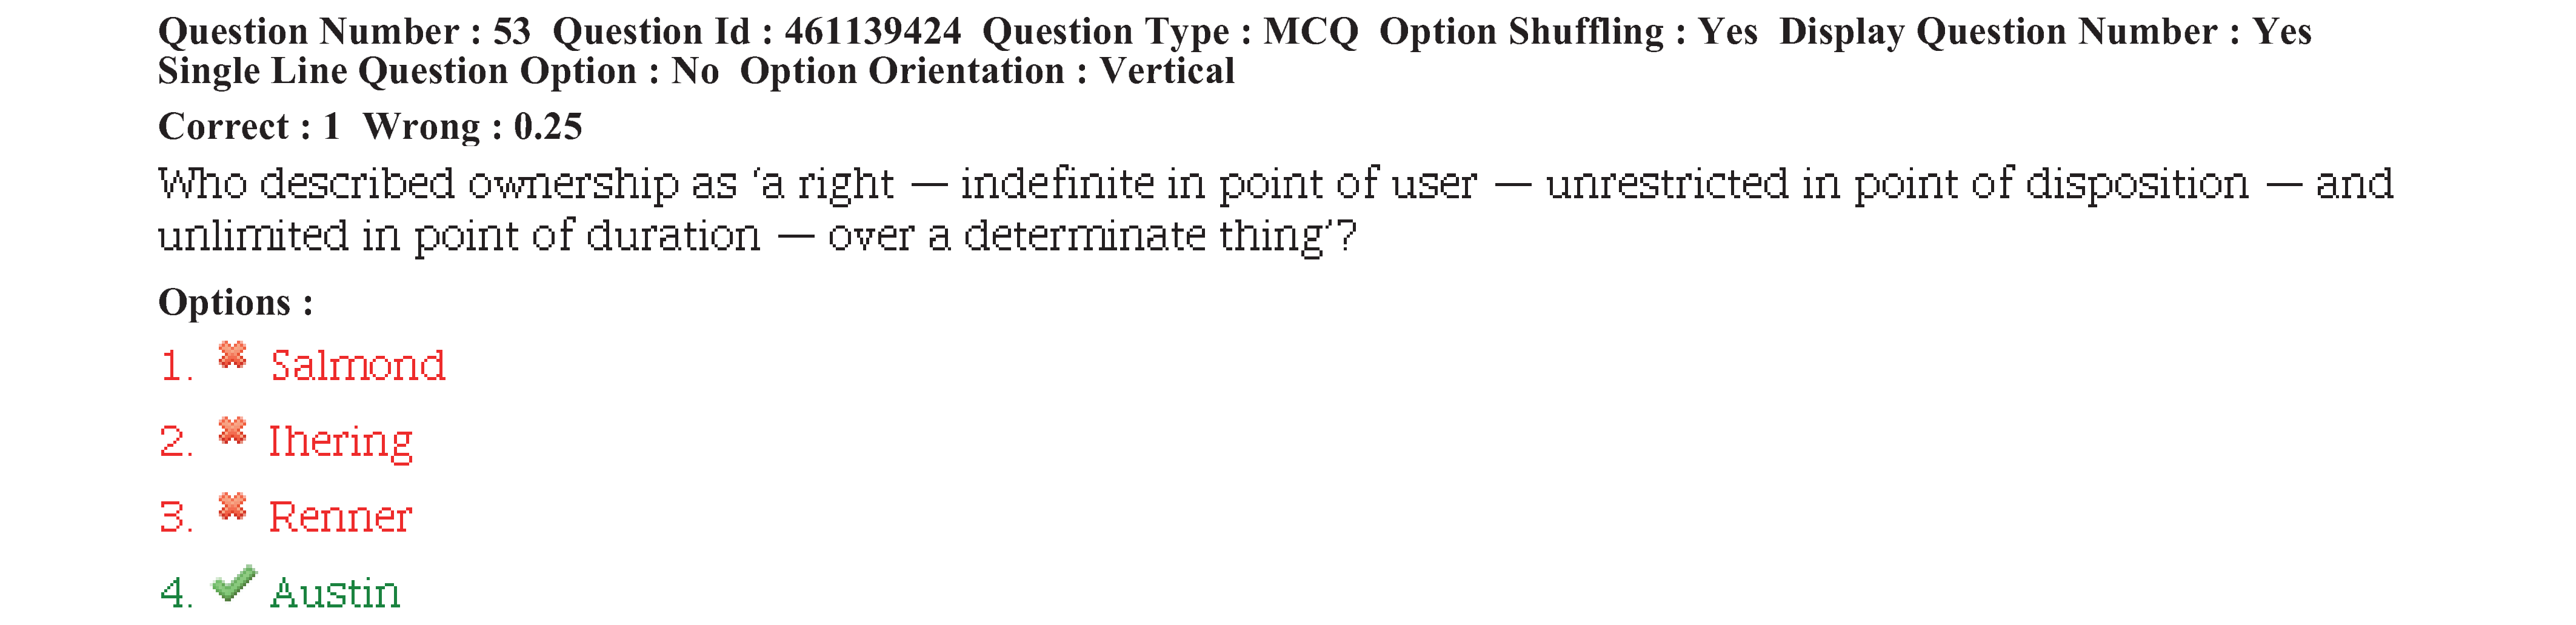 Question Number : 53 Question Id : 461139424 Question Type : MCQ Option Shuffling : Yes Display Question Number : Yes
Single Line Question Option : No Option Orientation : Vertical
Correct : 1 Wrong : 0.25
Who described ownership as ‘a right — indefinite in point of user — unrestricted in point of disposition — and
unlimited in point of duration — over a determinate thing’?
Options :
1. Salmond
2. Ihering
3. Renner
4. Austin